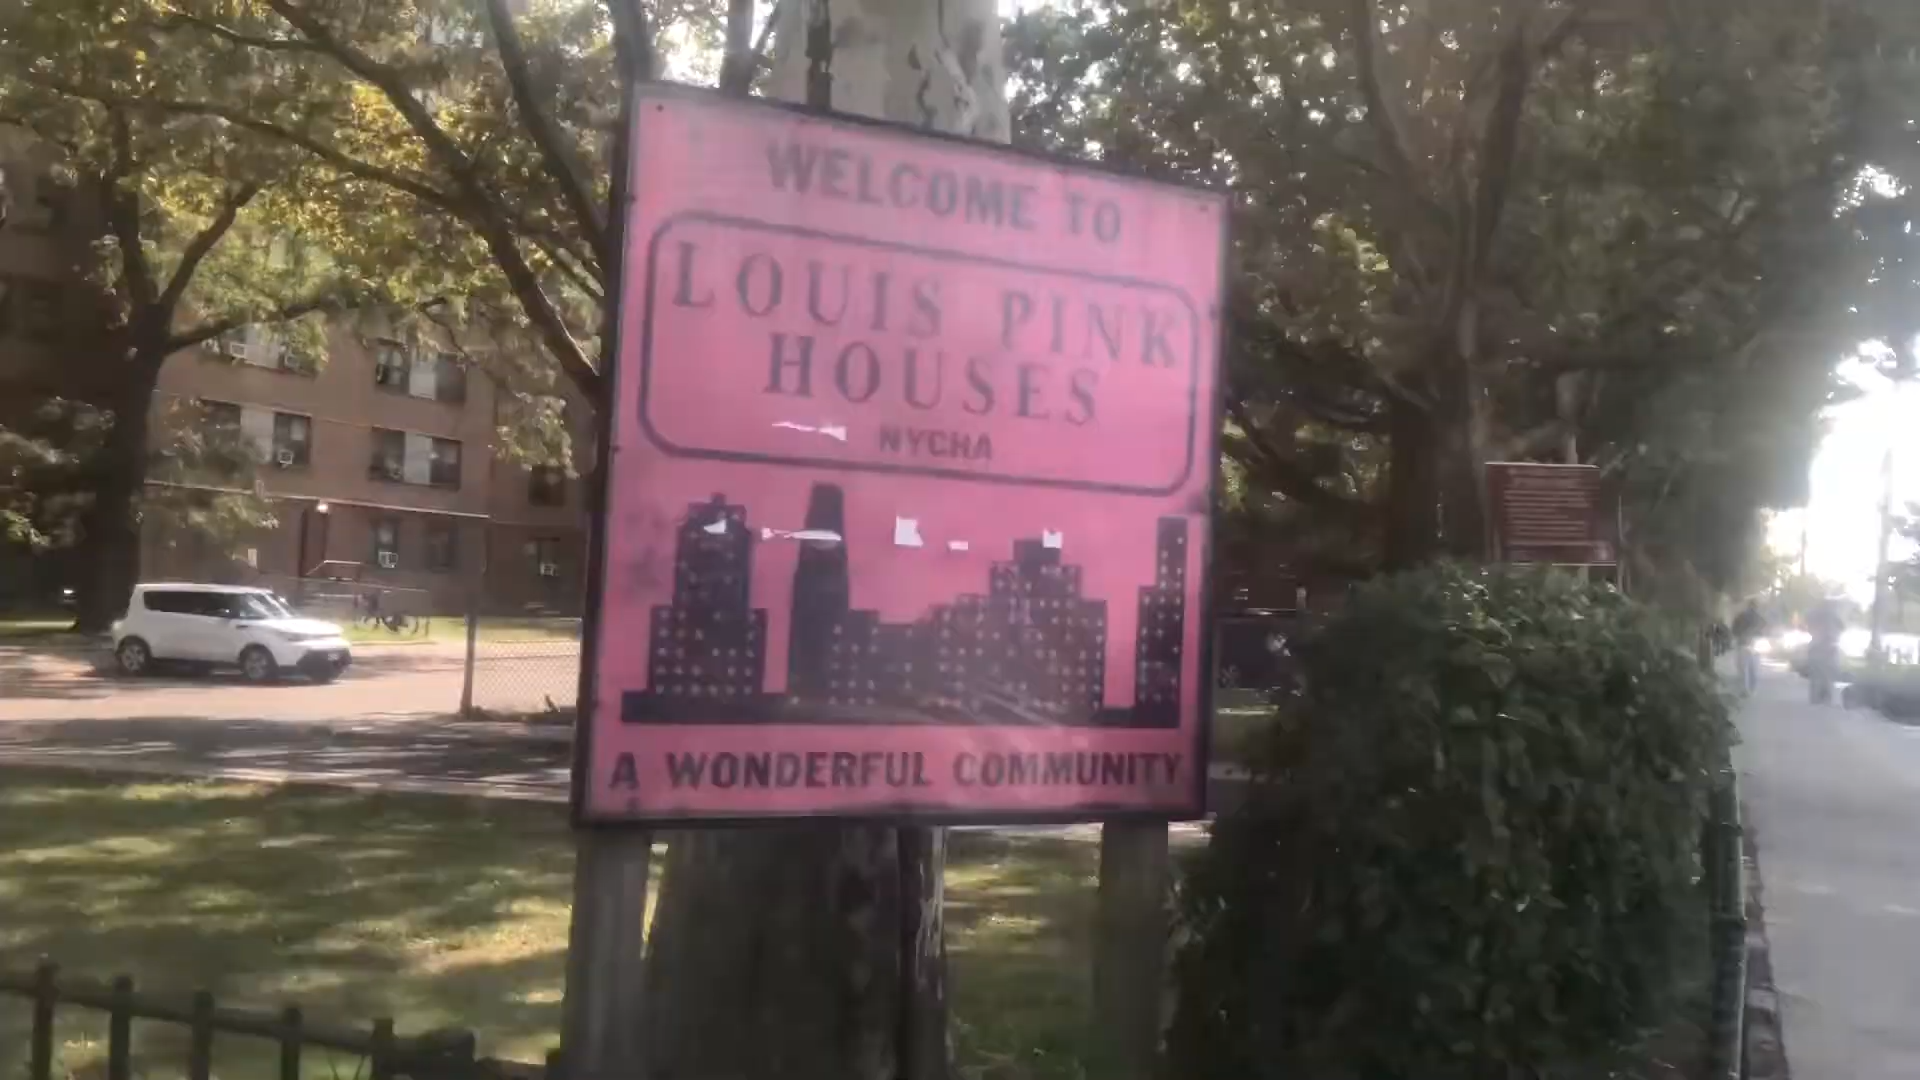 WELCOME TO
LOUIS PINK
HOUSES
NYCHA
A WONDERFUL COMMUNITY